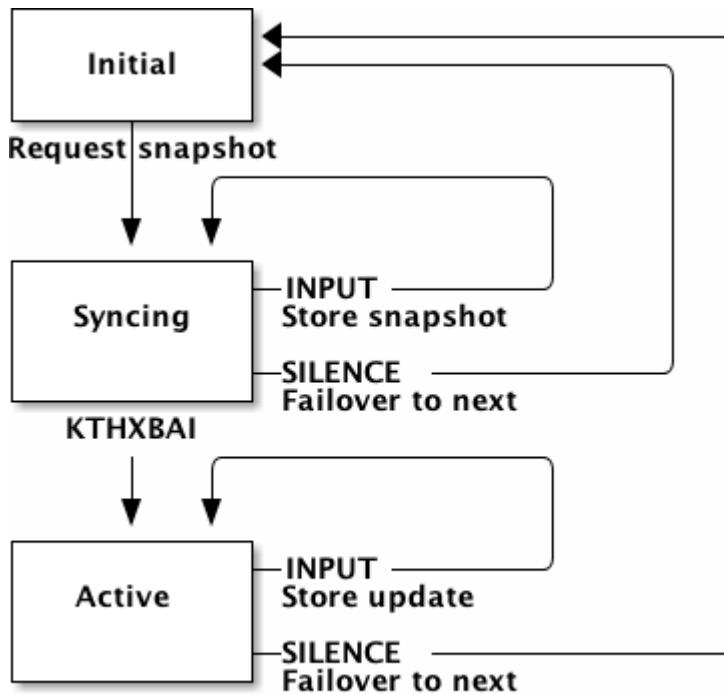 Initial
Request snapshot
Syncing
INPUT
Store snapshot
SILENCE
Failover to next
KTHXBAI
Active
INPUT
Store update
SILENCE
Failover to next